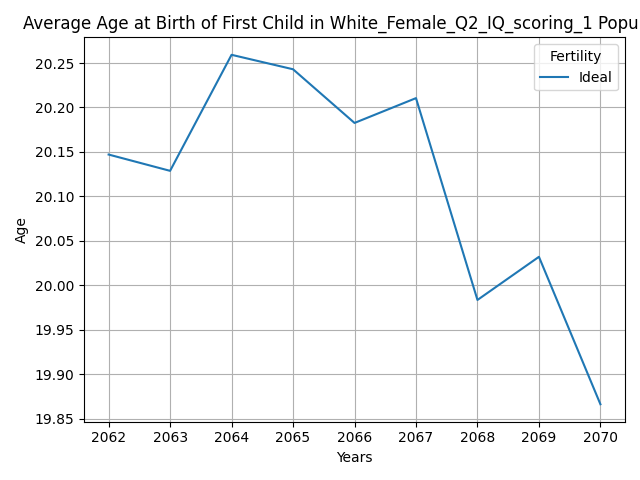 Average Age at Birth of First Child in White_Female_Q2_IQ_scoring_1 Popu
Fertility
Ideal
Age
20.25
20.20
20.15
20.10
20.05
20.00
19.95
19.90
19.85
2062 2063 2064 2065 2066 2067 2068 2069 2070
Years